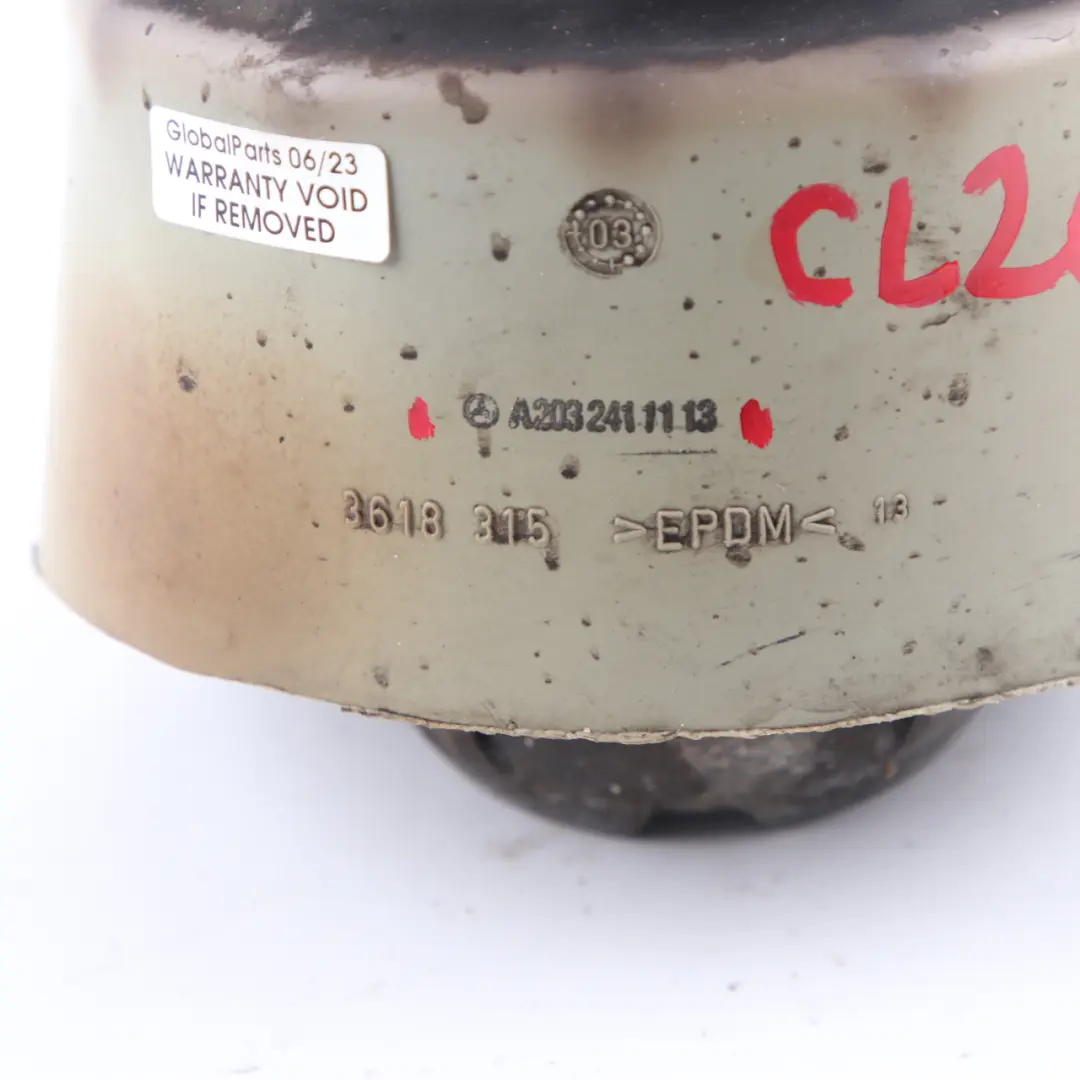 GlobalParts 06/23
WARRANTY VOID
IF REMOVED
03
CL2
A203 241 11 13
3618 315 >EPDM< 13